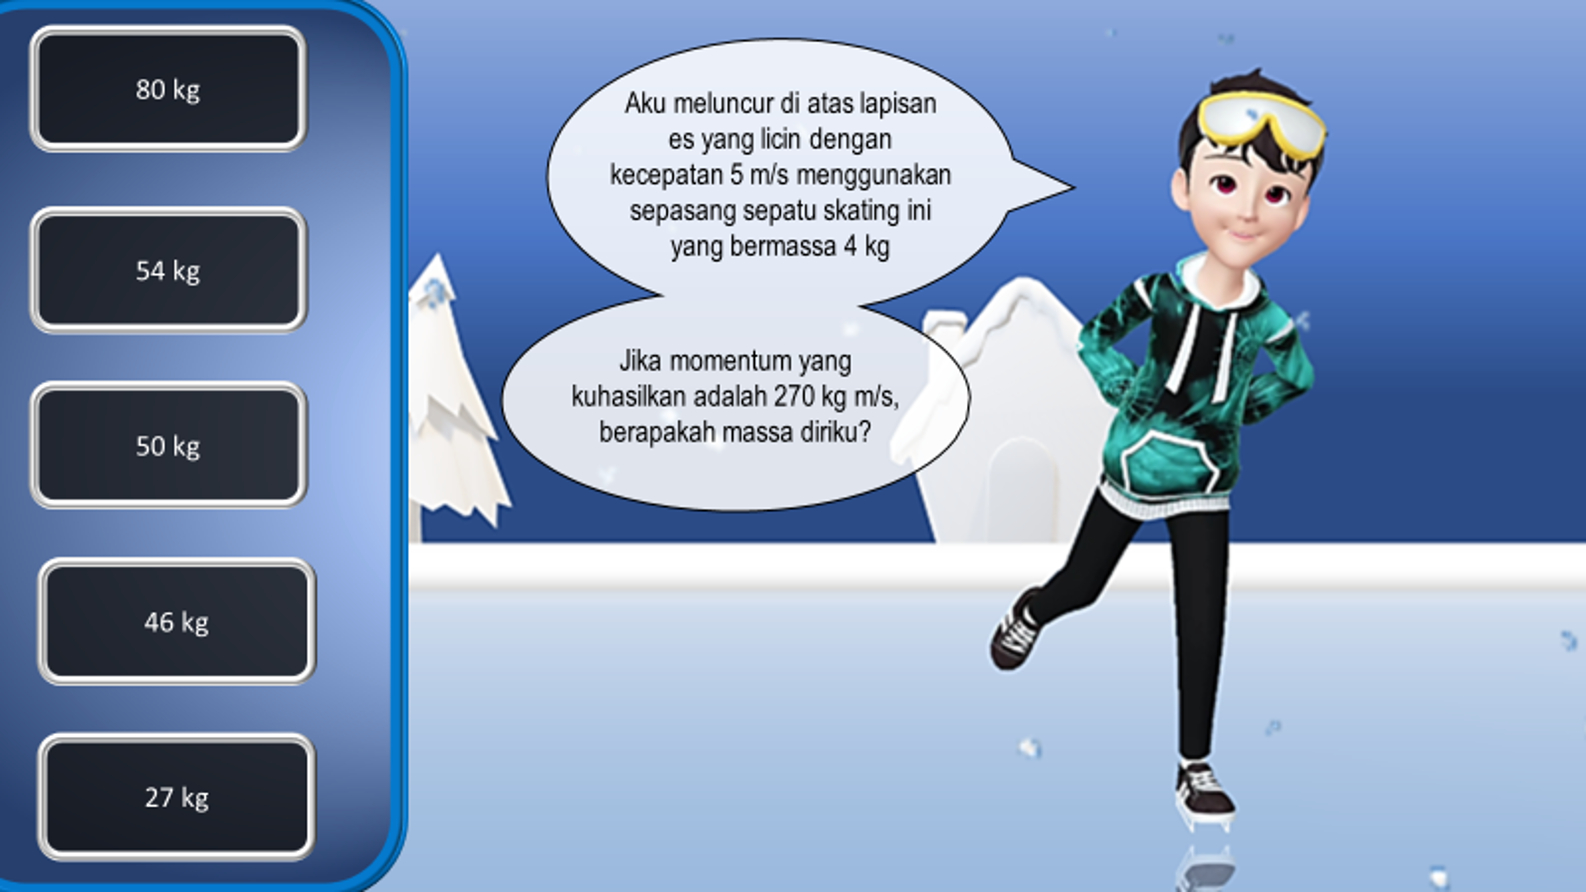 80 kg
54 kg
50 kg
46 kg
27 kg
Aku meluncur di atas lapisan
es yang licin dengan
kecepatan 5 m/s menggunakan
sepasang sepatu skating ini
yang bermassa 4 kg
Jika momentum yang
kuhasilkan adalah 270 kg m/s,
berapakah massa diriku?